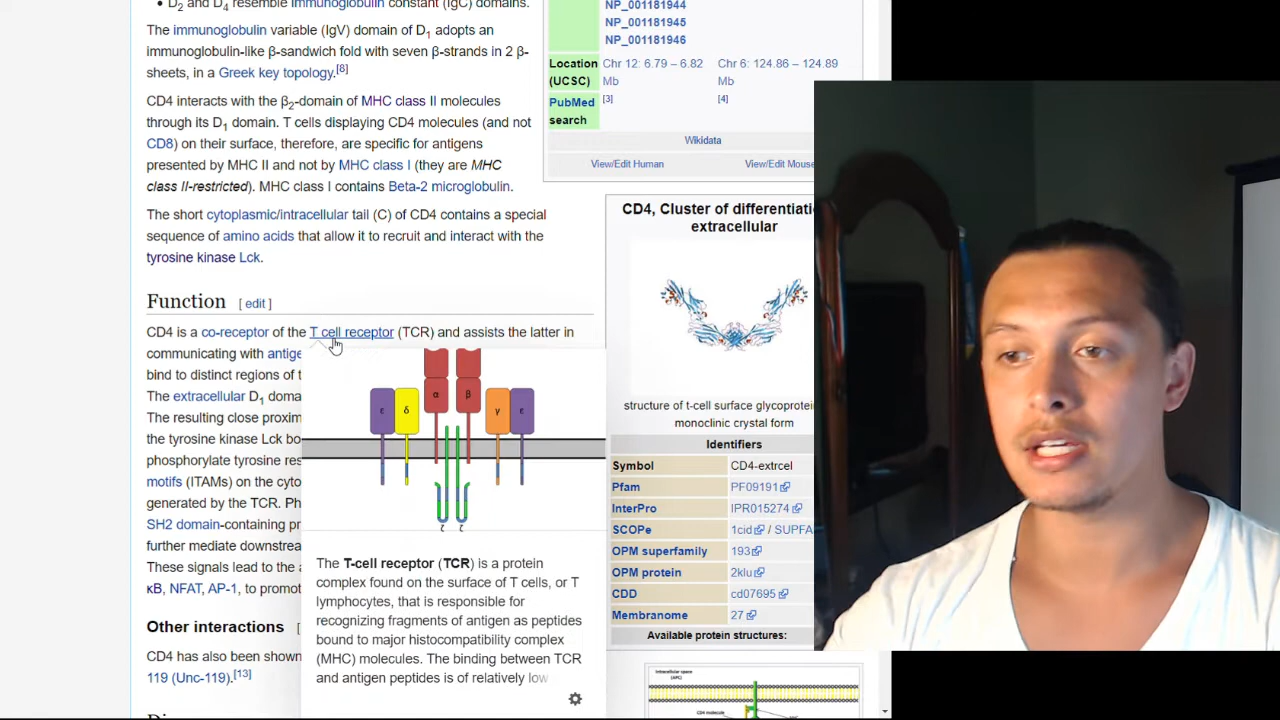 • D2 and D4 resemble immunoglobulin constant (IgC) domains.
The immunoglobulin variable (IgV) domain of D1 adopts an
immunoglobulin-like β-sandwich fold with seven β-strands in 2 β-
sheets, in a Greek key topology.[6]
CD4 interacts with the β2-domain of MHC class II molecules
through its D1 domain. T cells displaying CD4 molecules (and not
CD8) on their surface, therefore, are specific for antigens
presented by MHC II and not by MHC class I (they are MHC
class II-restricted). MHC class I contains Beta-2 microglobulin.
The short cytoplasmic/intracellular tail (C) of CD4 contains a special
sequence of amino acids that allow it to recruit and interact with the
tyrosine kinase Lck.
Function [ edit ]
CD4 is a co-receptor of the T cell receptor (TCR) and assists the latter in
communicating with antige
bind to distinct regions of t
The extracellular D1 doma
The resulting close proxim
the tyrosine kinase Lck bo
phosphorylate tyrosine res
motifs (ITAMs) on the cyto
generated by the TCR. Ph
SH2 domain-containing pr
further mediate downstrea
These signals lead to the a
κB, NFAT, AP-1, to promot
Other interactions [
CD4 has also been shown
119 (Unc-119).[13]
ε δ α β γ ε
ζ ζ
The T-cell receptor (TCR) is a protein
complex found on the surface of T cells, or T
lymphocytes, that is responsible for
recognizing fragments of antigen as peptides
bound to major histocompatibility complex
(MHC) molecules. The binding between TCR
and antigen peptides is of relatively low
NP_001181944
NP_001181945
NP_001181946
Location
(UCSC)
Chr 12: 6.79 – 6.82
Mb
Chr 6: 124.86 – 124.89
Mb
PubMed
search
[3]
[4]
Wikidata
View/Edit Human
View/Edit Mouse
CD4, Cluster of differentiati
extracellular
structure of t-cell surface glycoprotei
monoclinic crystal form
Identifiers
Symbol CD4-extrcel
Pfam PF09191
InterPro IPR015274
SCOPe 1cid / SUPFA
OPM superfamily 193
OPM protein 2klu
CDD cd07695
Membranome 27
Available protein structures:
Intracellular space
(APC)
CD4 molecule